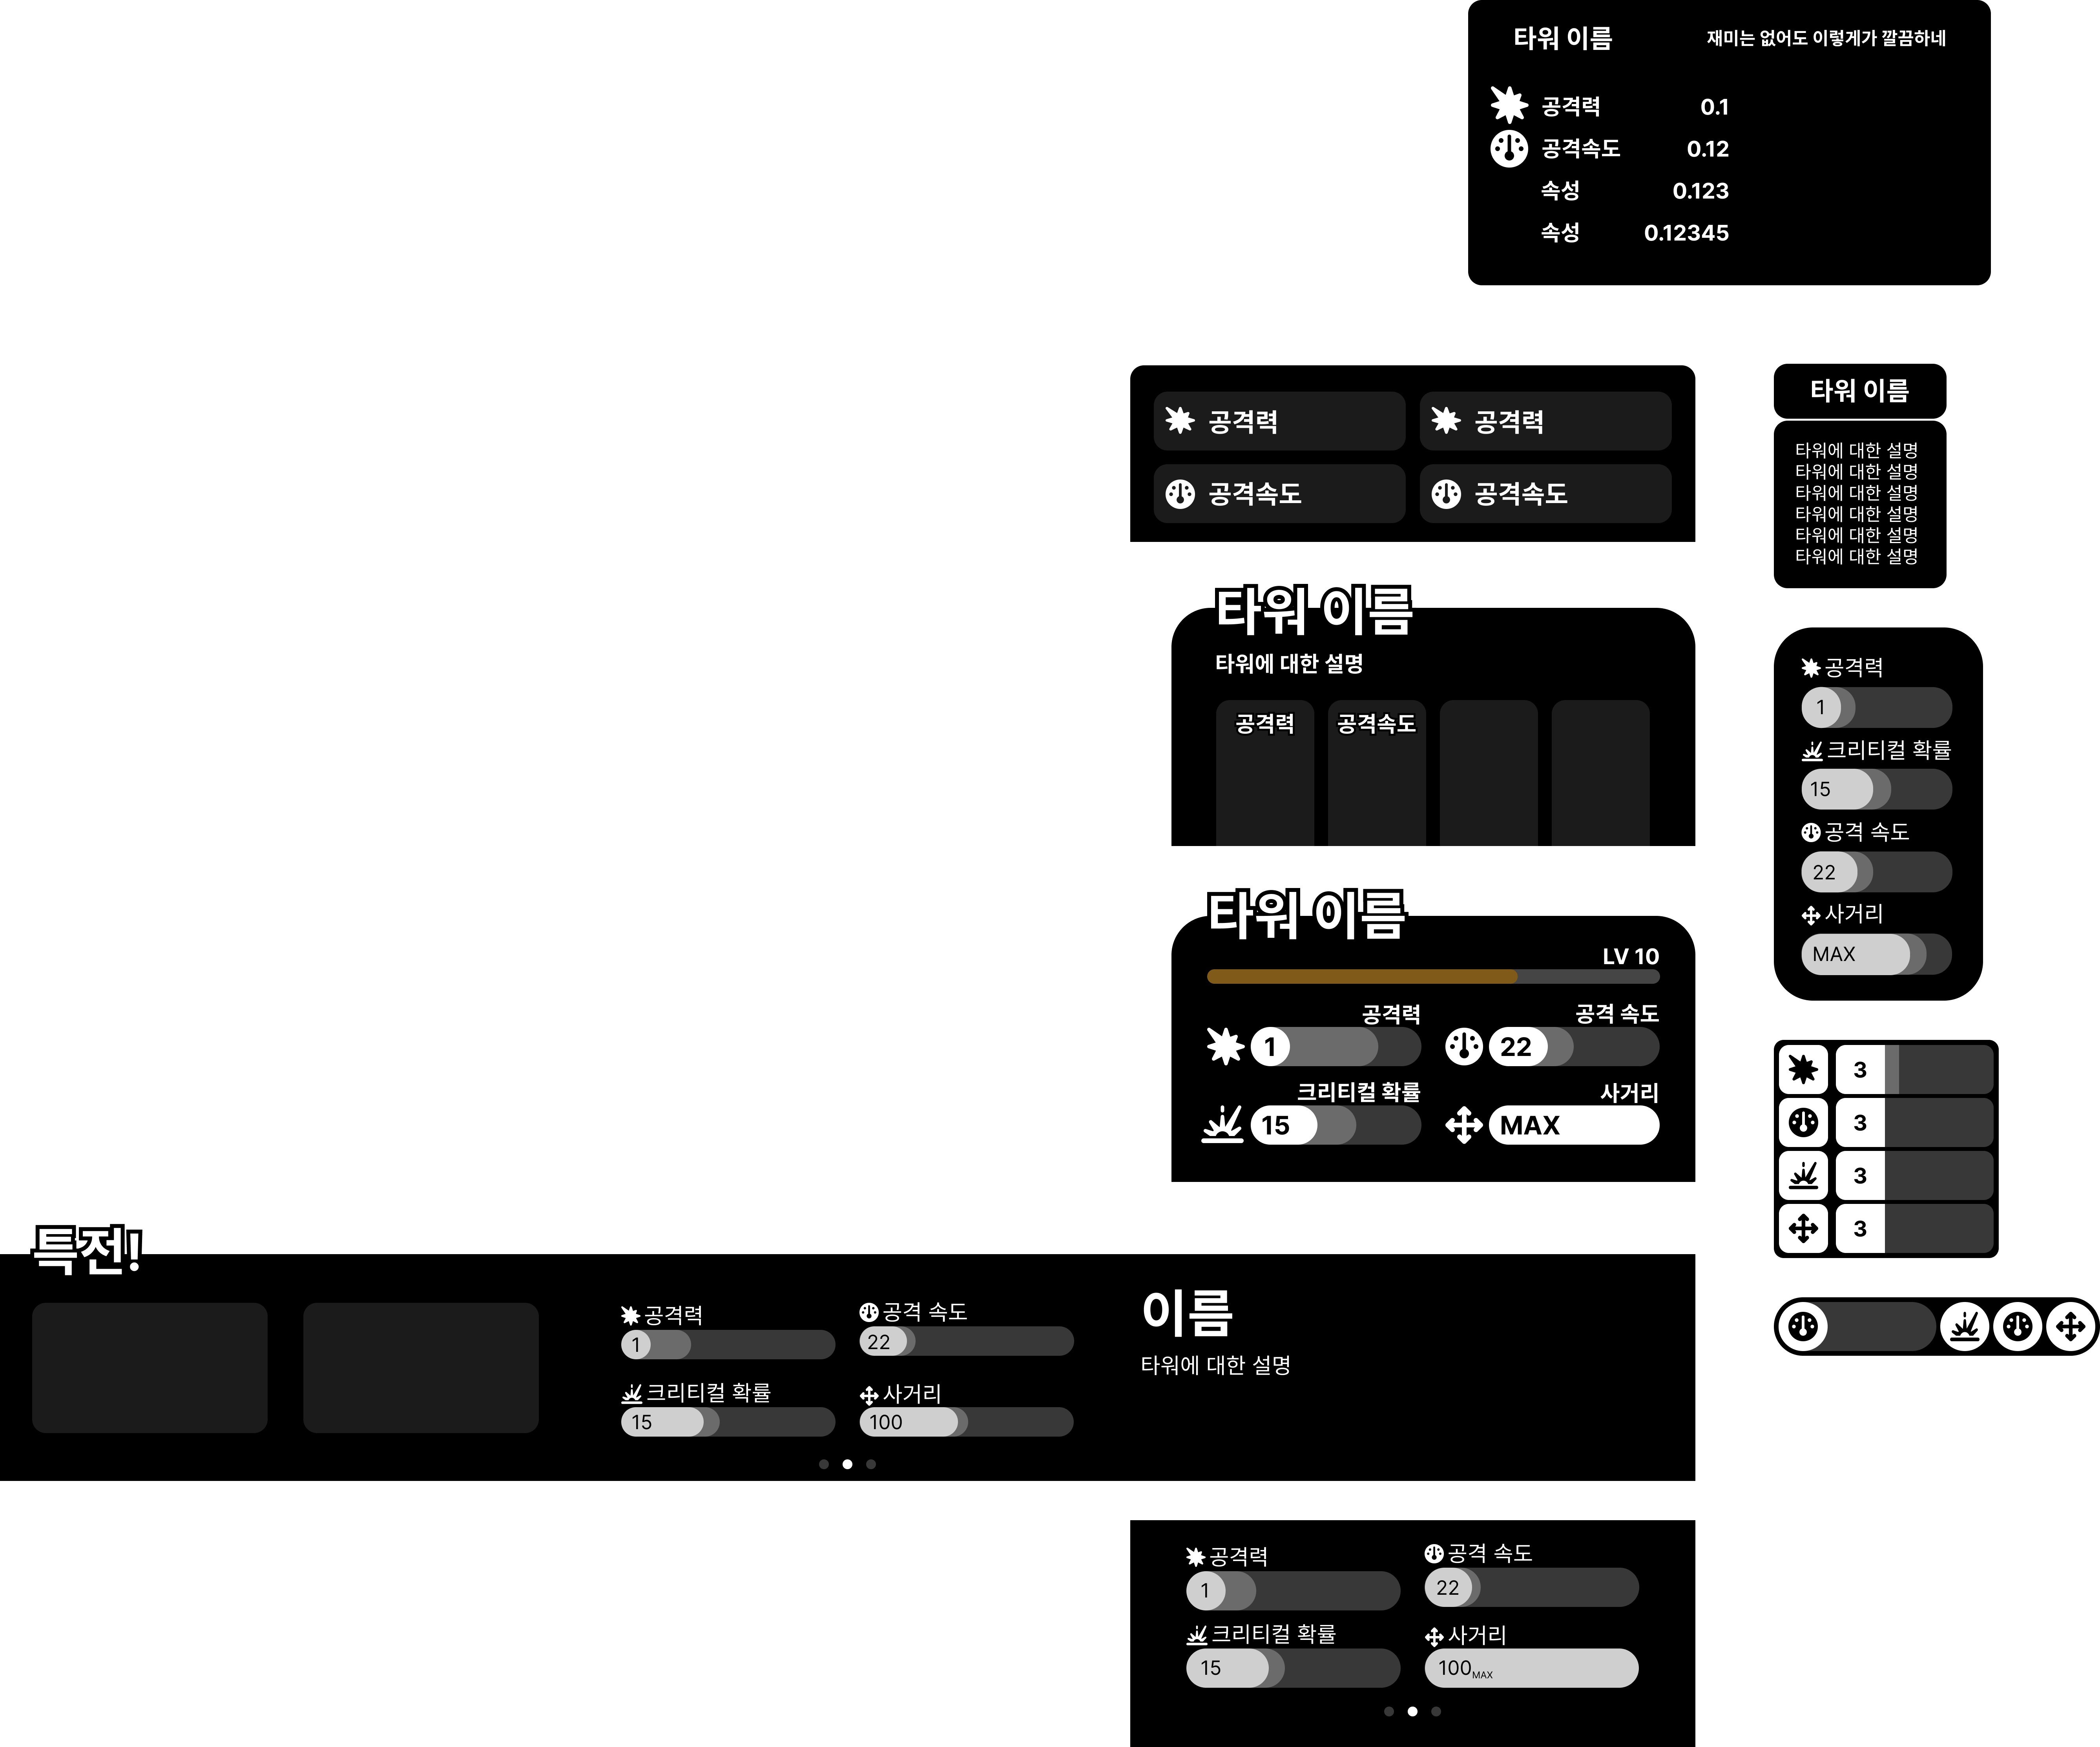 타워 이름
재미는 없어도 이렇게가 깔끔하네
공격력 0.1
공격속도 0.12
속성 0.123
속성 0.12345
공격력
공격력
공격속도
공격속도
타워 이름
타워에 대한 설명
타워에 대한 설명
타워에 대한 설명
타워에 대한 설명
타워에 대한 설명
타워에 대한 설명
타워 이름
타워에 대한 설명
공격력
공격속도
공격력
1
크리티컬 확률
15
공격 속도
22
사거리
MAX
타워 이름
LV 10
공격력
1
공격 속도
22
크리티컬 확률
15
사거리
MAX
3
3
3
3
특전!
공격력
1
공격 속도
22
크리티컬 확률
15
사거리
100
이름
타워에 대한 설명
공격력
1
공격 속도
22
크리티컬 확률
15
사거리
100MAX